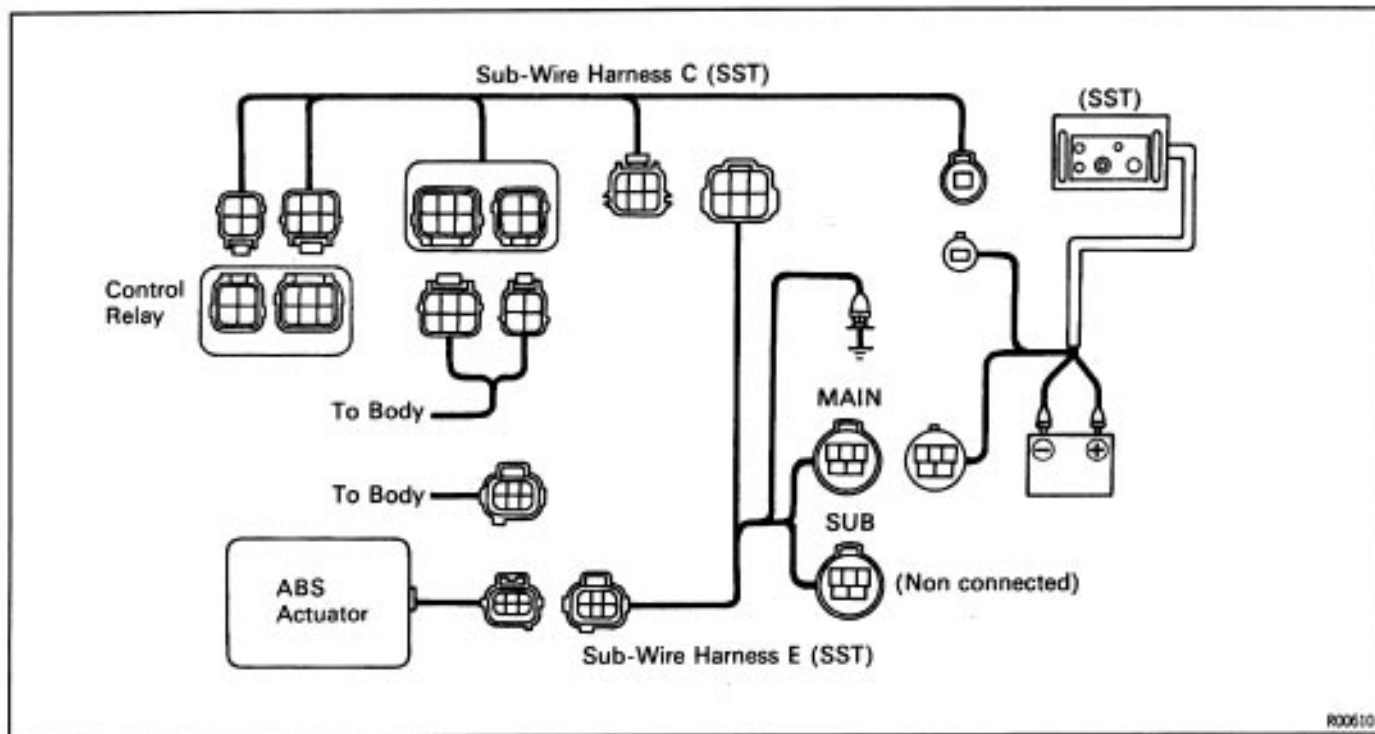 Sub-Wire Harness C (SST)
(SST)
Control
Relay
To Body
MAIN
To Body
SUB
(Non connected)
ABS
Actuator
Sub-Wire Harness E (SST)
R00610